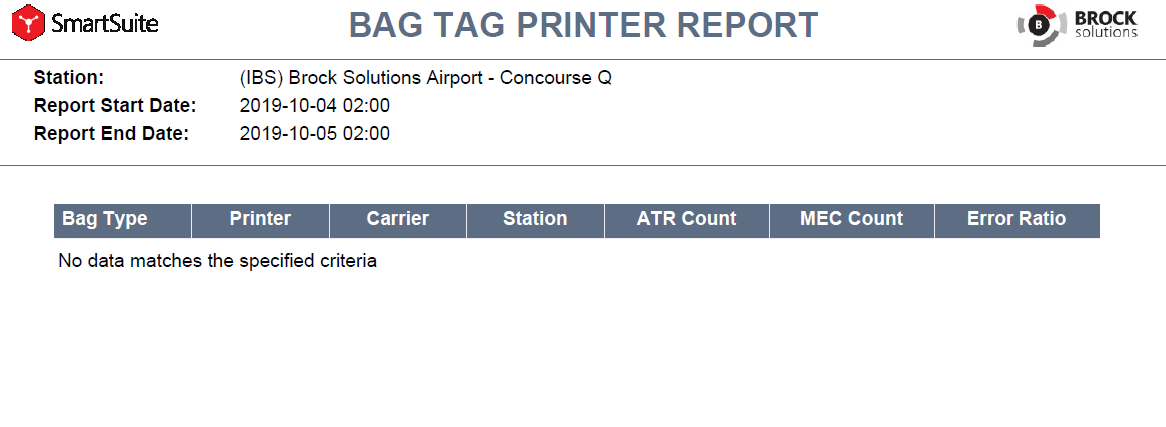 SmartSuite
BAG TAG PRINTER REPORT
B
BROCK
solutions
Station: (IBS) Brock Solutions Airport - Concourse Q
Report Start Date: 2019-10-04 02:00
Report End Date: 2019-10-05 02:00
Bag Type Printer Carrier Station ATR Count MEC Count Error Ratio
No data matches the specified criteria